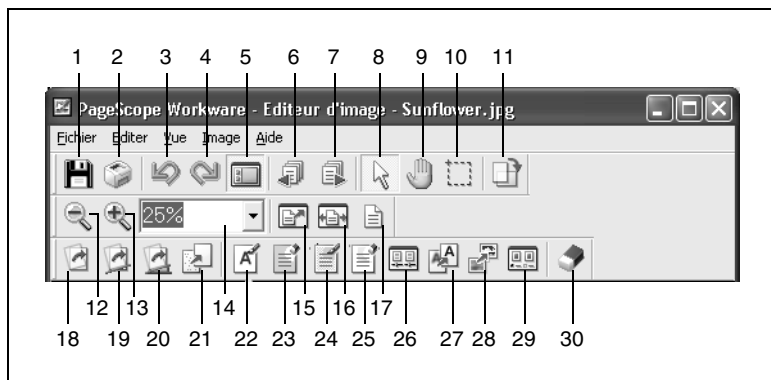 1 2 3 4 5 6 7 8 9 10 11
PageScope Workware - Editeur d'image - Sunflower.jpg
Fichier Editer Vue Image Aide
25%
12 13 14 15 16 17
18 19 20 21 22 23 24 25 26 27 28 29 30